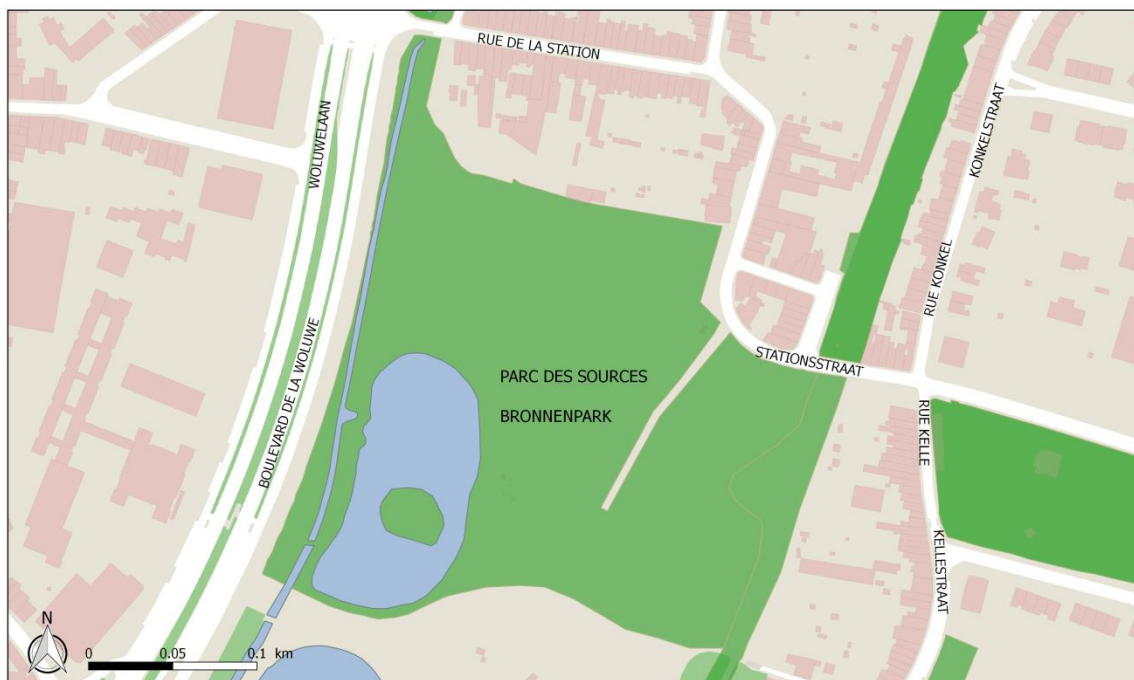 RUE DE LA STATION
WOLUWELAAN
KONKELSTRAAT
RUE KONKEL
BOULEVARD DE LA WOLUWE
STATIONSSTRAAT
PARC DES SOURCES
BRONNENPARK
RUE KELLE
KELLESTRAAT
N
0 0.05 0.1 km